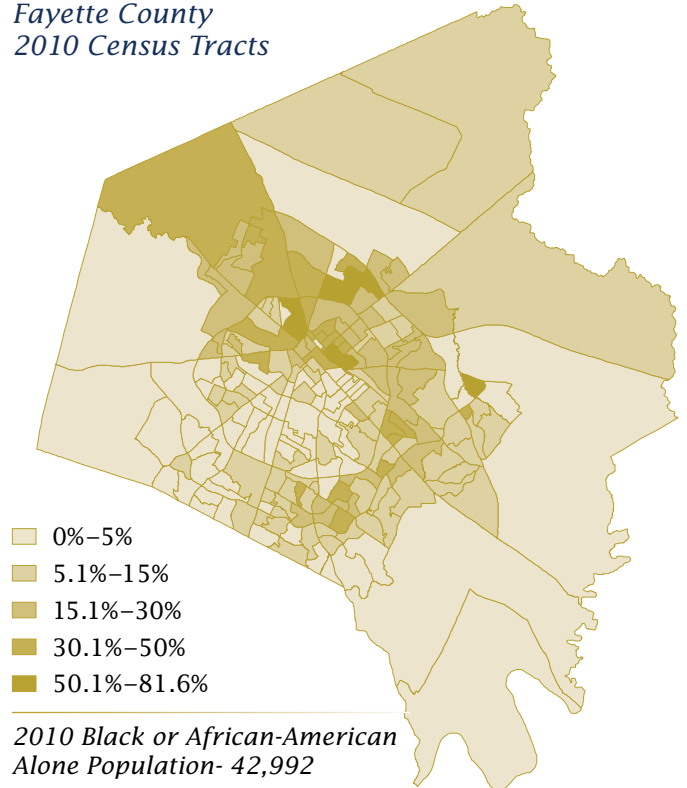 Fayette County
2010 Census Tracts
0%–5%
5.1%–15%
15.1%–30%
30.1%–50%
50.1%–81.6%
2010 Black or African-American
Alone Population- 42,992